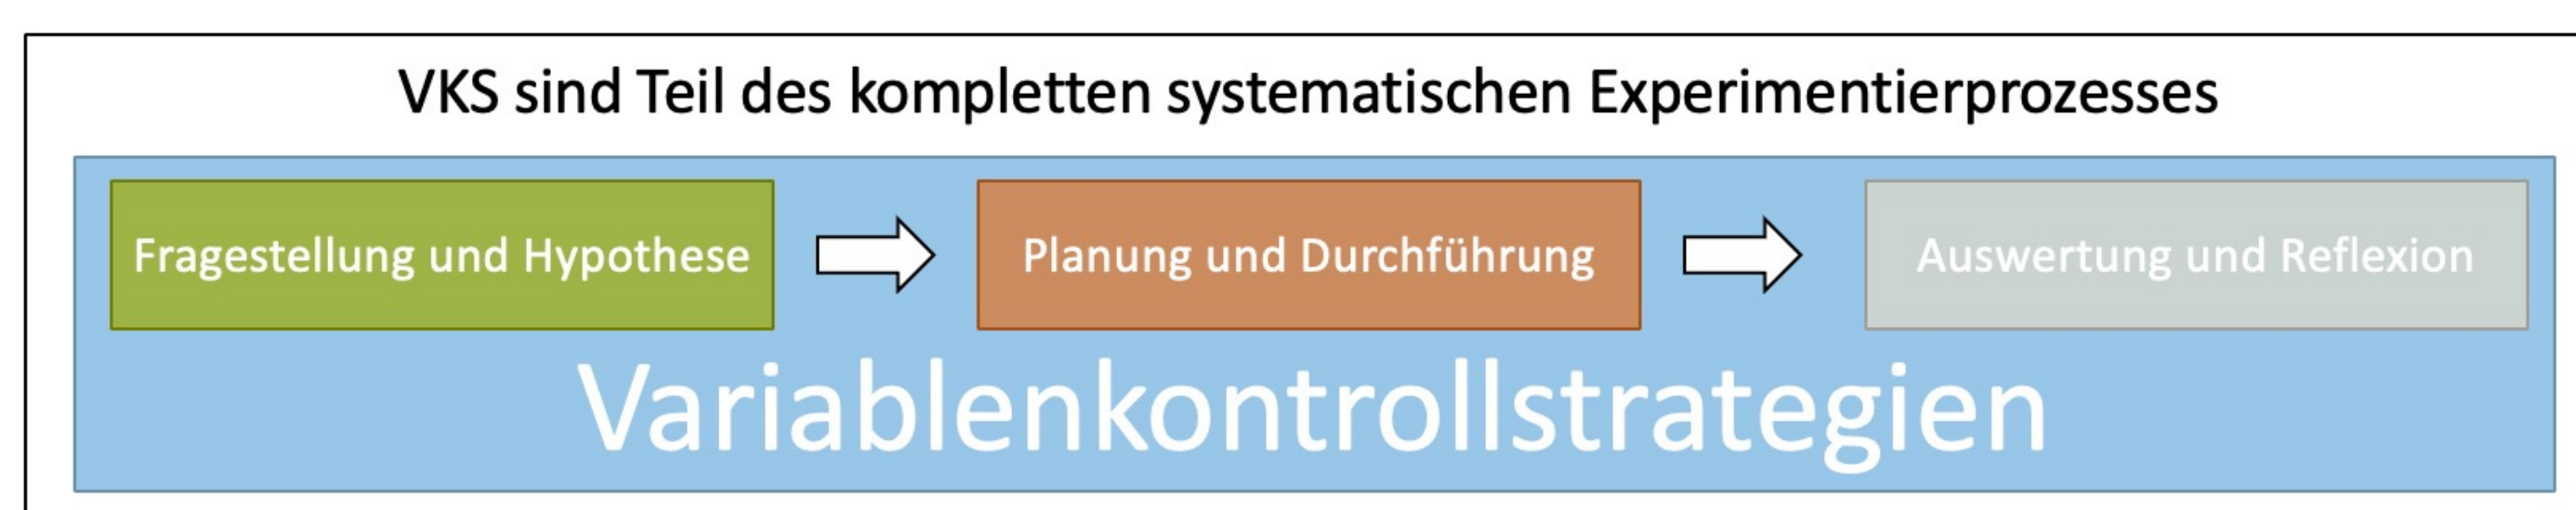 VKS sind Teil des kompletten systematischen Experimentierprozesses
Fragestellung und Hypothese
Planung und Durchführung
Auswertung und Reflexion
Variablenkontrollstrategien